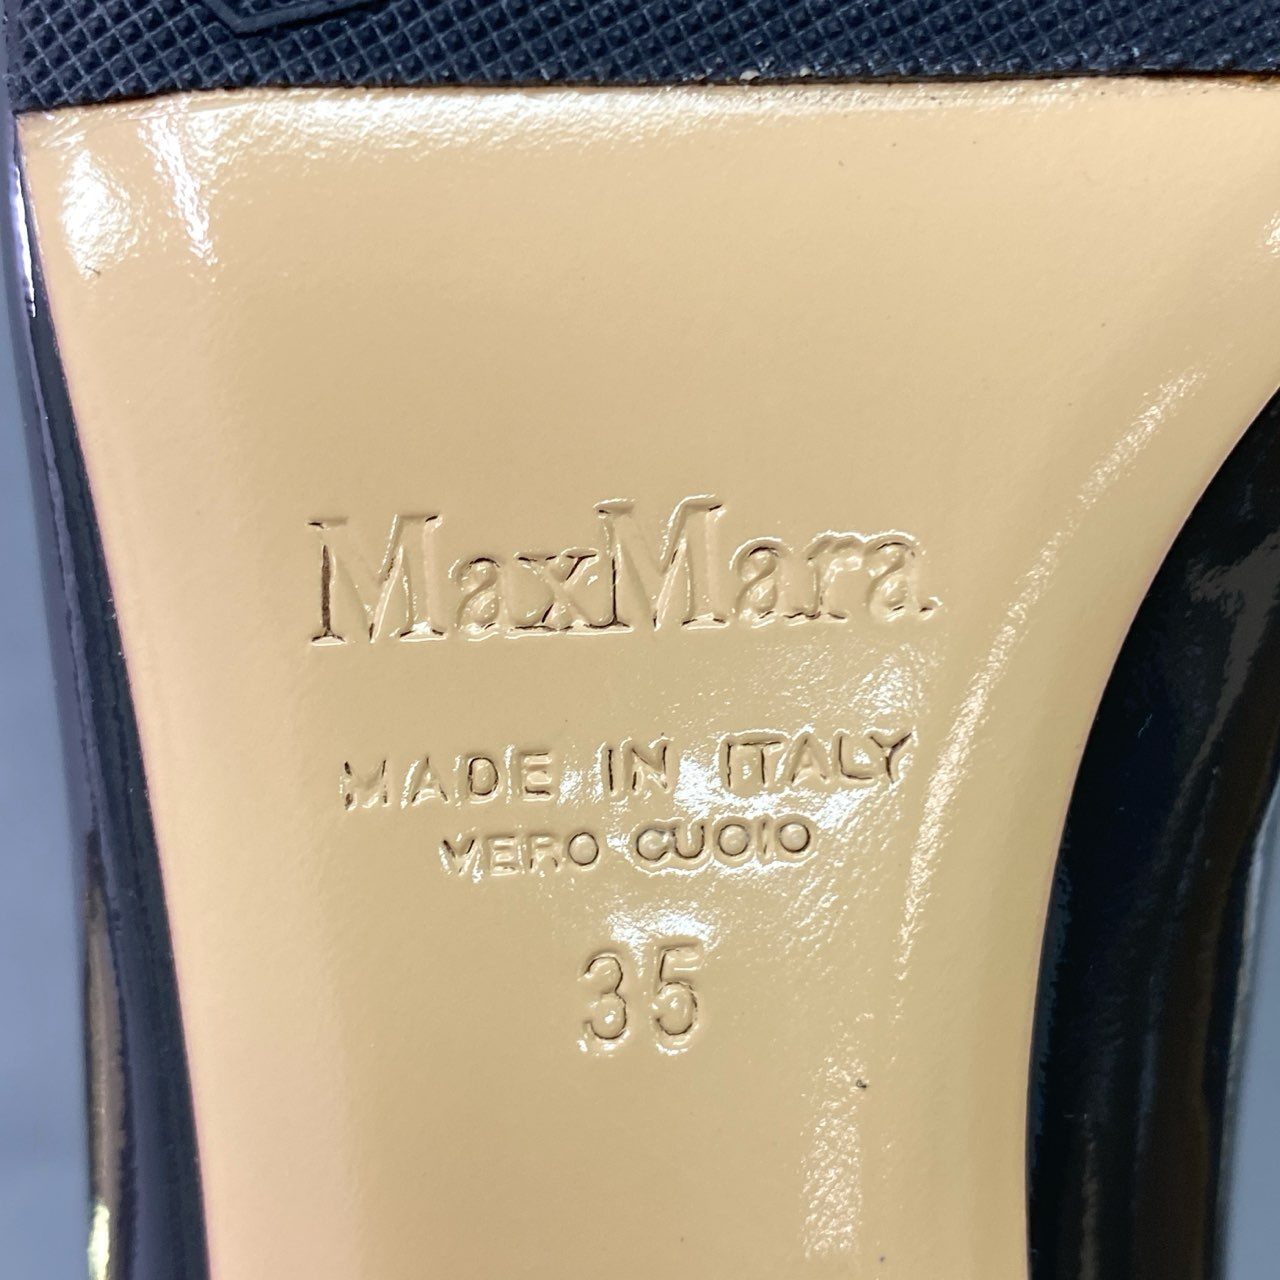 MaxMara
MADE IN ITALY
VERO CUOIO
35